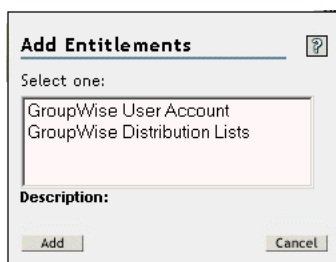 Add Entitlements
?
Select one:
GroupWise User Account
GroupWise Distribution Lists
Description:
Add
Cancel